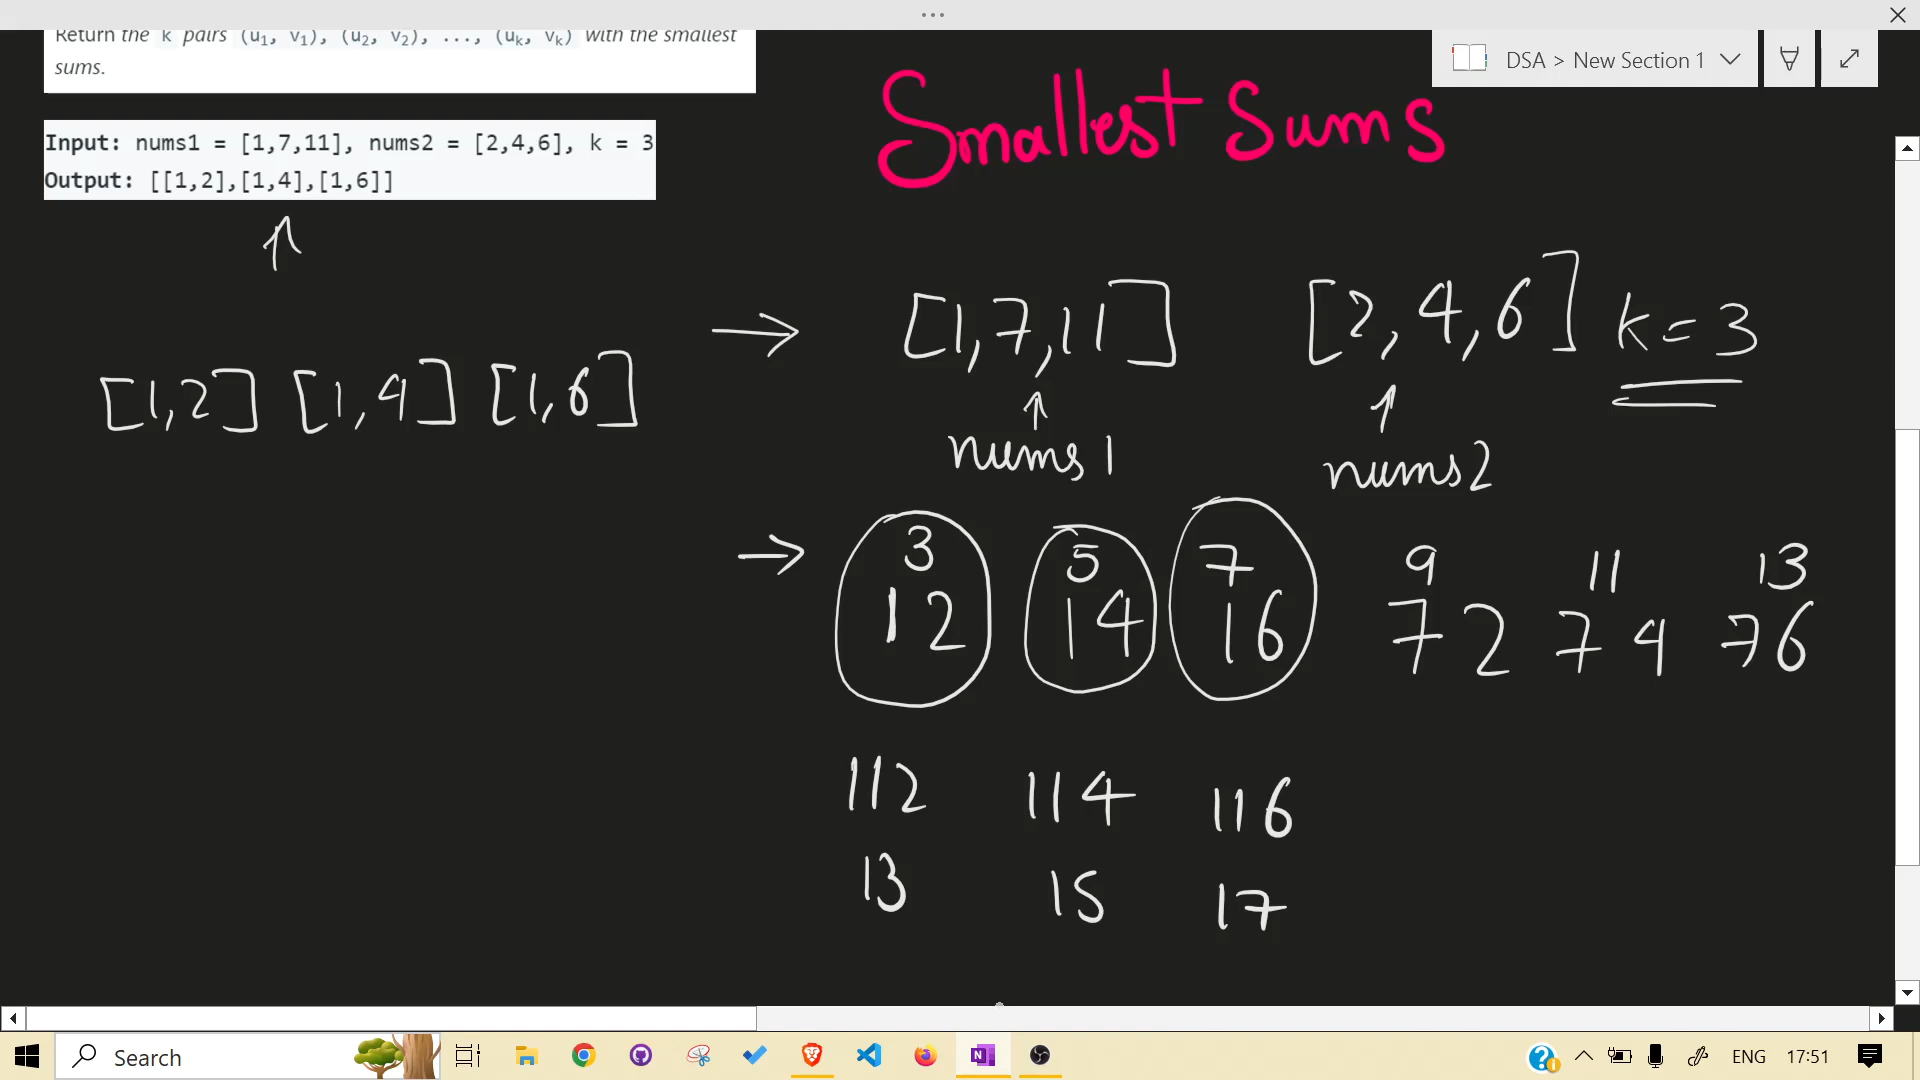 Return the k pairs (u1, v1), (u2, v2), ..., (uk, vk) with the smallest
sums.
DSA > New Section 1
Smallest Sums
Input: nums1 = [1,7,11], nums2 = [2,4,6], k = 3
Output: [[1,2],[1,4],[1,6]]
[1,7,11] [2,4,6] k = 3
[1,2] [1,4] [1,6]
nums1 nums2
3 5 7 9 11 13
12 14 16 72 74 76
112 114 116
13 15 17
Search
ENG 17:51